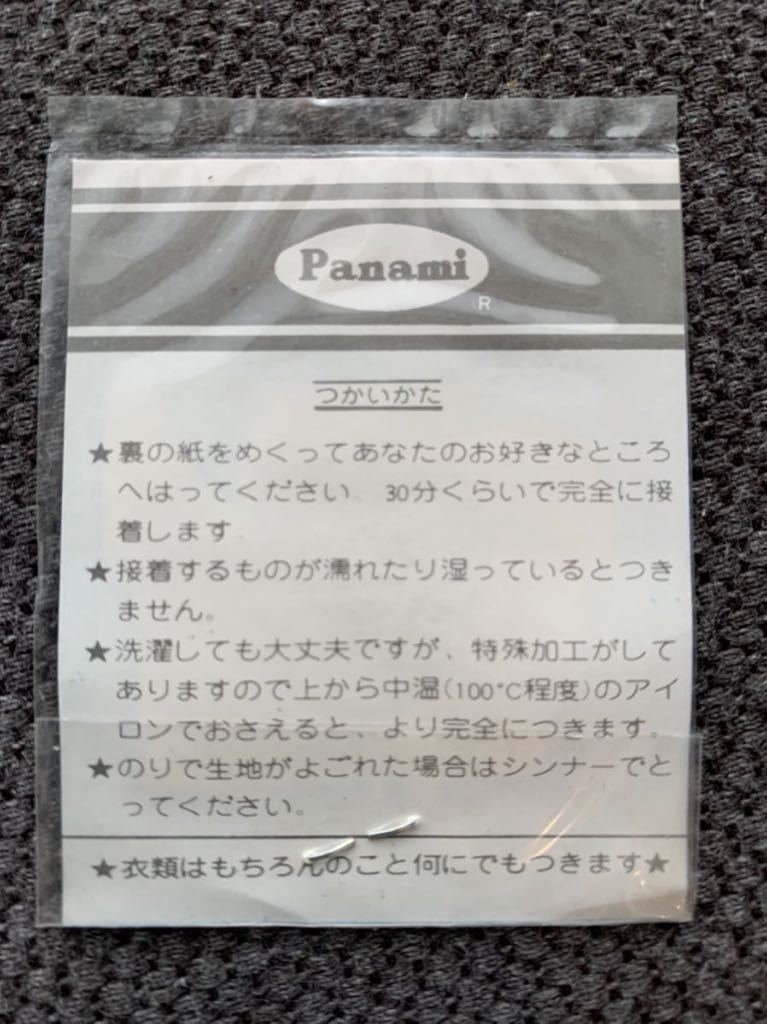 Panami
R
つかいかた
★裏の紙をめくってあなたのお好きなところ
へはってください 30分くらいで完全に接
着します
★接着するものが濡れたり湿っているとつき
ません。
★洗濯しても大丈夫ですが、特殊加工がして
ありますので上から中温(100°C程度)のアイ
ロンでおさえると、より完全につきます。
★のりで生地がよごれた場合はシンナーでと
ってください。
★衣類はもちろんのこと何にでもつきます★